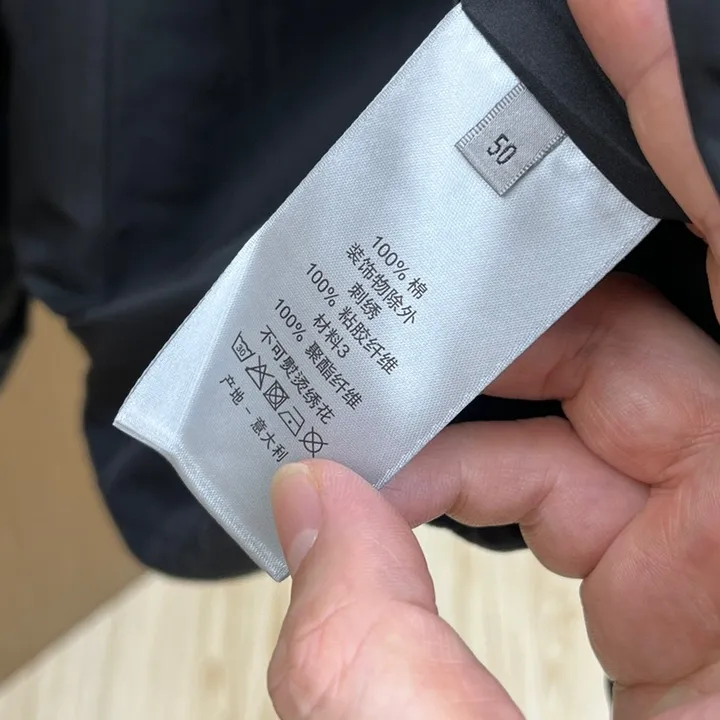 50
100% 棉
装饰物除外
刺绣
100% 粘胶纤维
材料3
100% 聚酯纤维
不可熨烫绣花
30
产地 - 意大利